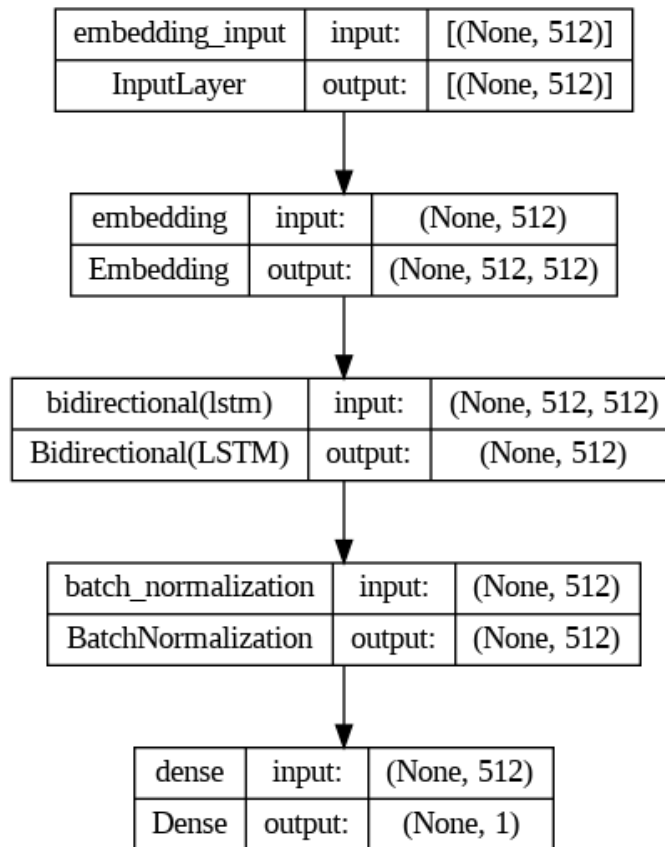 embedding_input input: [(None, 512)]
InputLayer output: [(None, 512)]
embedding input: (None, 512)
Embedding output: (None, 512, 512)
bidirectional(lstm) input: (None, 512, 512)
Bidirectional(LSTM) output: (None, 512)
batch_normalization input: (None, 512)
BatchNormalization output: (None, 512)
dense input: (None, 512)
Dense output: (None, 1)